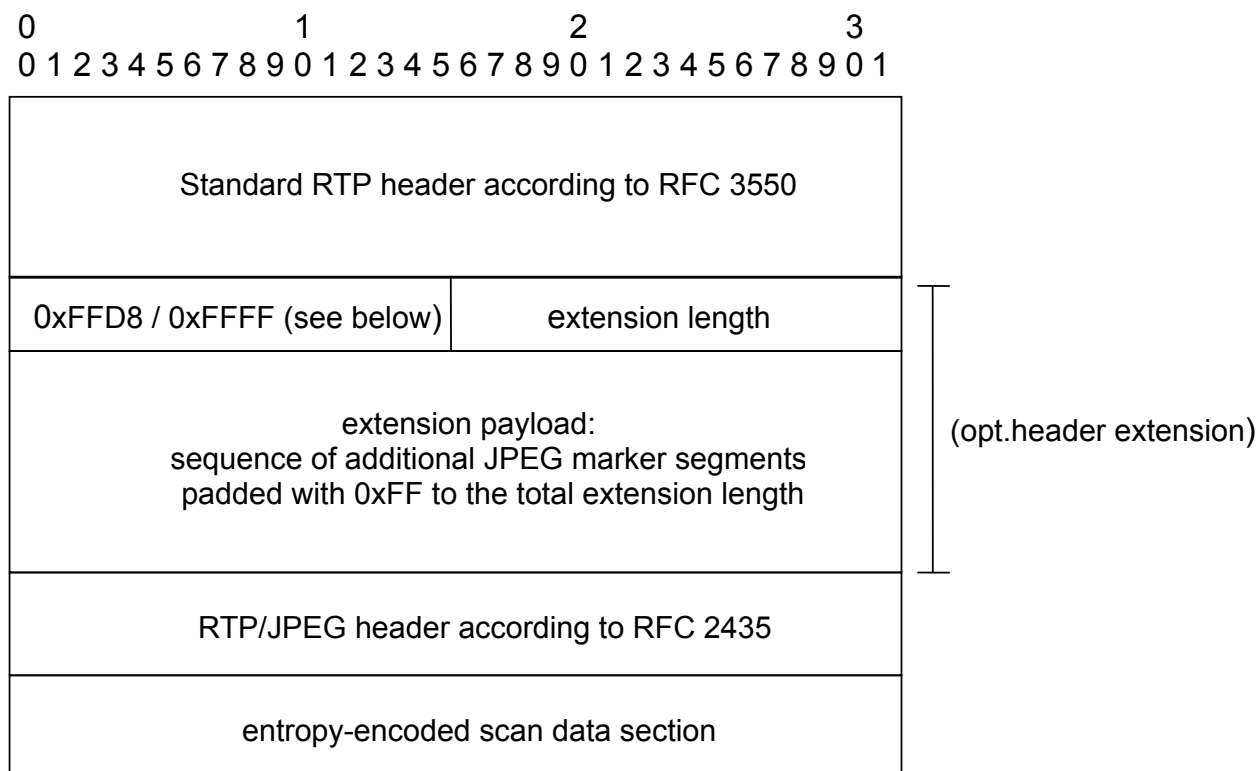 0 1 2 3
0 1 2 3 4 5 6 7 8 9 0 1 2 3 4 5 6 7 8 9 0 1 2 3 4 5 6 7 8 9 0 1
Standard RTP header according to RFC 3550
0xFFD8 / 0xFFFF (see below) extension length
extension payload:
sequence of additional JPEG marker segments
padded with 0xFF to the total extension length
(opt.header extension)
RTP/JPEG header according to RFC 2435
entropy-encoded scan data section